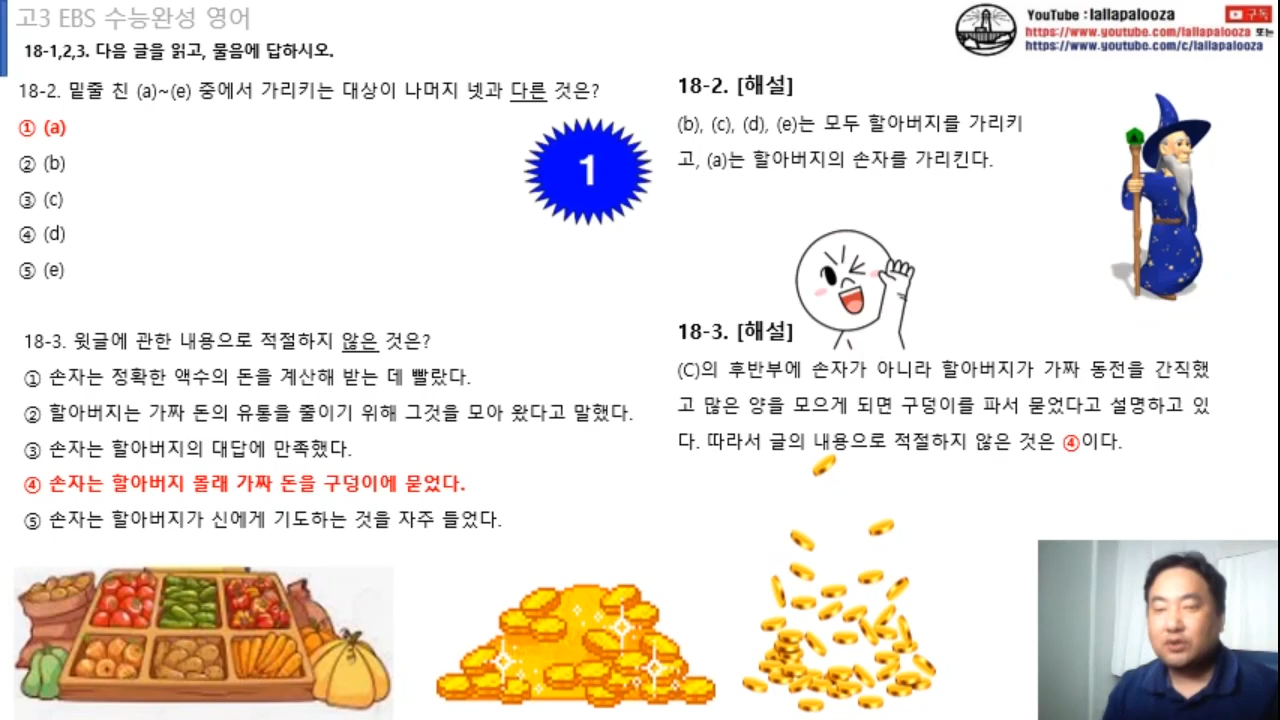 고3 EBS 수능완성 영어
18-1,2,3. 다음 글을 읽고, 물음에 답하시오.
18-2. 밑줄 친 (a)~(e) 중에서 가리키는 대상이 나머지 넷과 다른 것은?
① (a)
② (b)
③ (c)
④ (d)
⑤ (e)
1
18-3. 윗글에 관한 내용으로 적절하지 않은 것은?
① 손자는 정확한 액수의 돈을 계산해 받는 데 빨랐다.
② 할아버지는 가짜 돈의 유통을 줄이기 위해 그것을 모아 왔다고 말했다.
③ 손자는 할아버지의 대답에 만족했다.
④ 손자는 할아버지 몰래 가짜 돈을 구덩이에 묻었다.
⑤ 손자는 할아버지가 신에게 기도하는 것을 자주 들었다.
YouTube : lallapalooza
구독
https://www.youtube.com/lallapalooza 또는
https://www.youtube.com/c/lallapalooza
18-2. [해설]
(b), (c), (d), (e)는 모두 할아버지를 가리키
고, (a)는 할아버지의 손자를 가리킨다.
18-3. [해설]
(C)의 후반부에 손자가 아니라 할아버지가 가짜 동전을 간직했
고 많은 양을 모으게 되면 구덩이를 파서 묻었다고 설명하고 있
다. 따라서 글의 내용으로 적절하지 않은 것은 ④이다.